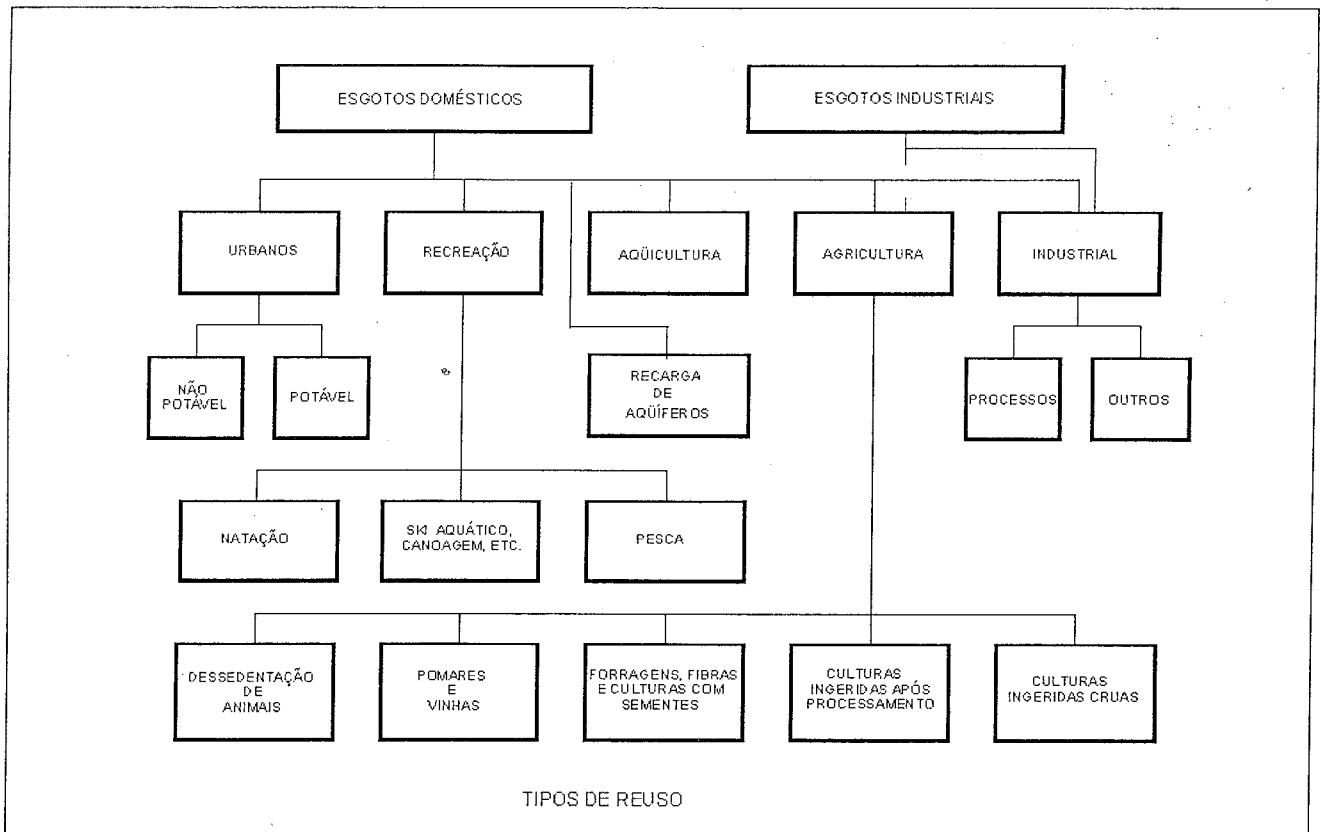 ESGOTOS DOMÉSTICOS
ESGOTOS INDUSTRIAIS
URBANOS
RECREAÇÃO
AQÜICULTURA
AGRICULTURA
INDUSTRIAL
NÃO
POTÁVEL
POTÁVEL
RECARGA
DE
AQÜÍFEROS
PROCESSOS
OUTROS
NATAÇÃO
SKI AQUÁTICO,
CANOAGEM, ETC.
PESCA
DESSEDENTAÇÃO
DE
ANIMAIS
POMARES
E
VINHAS
FORRAGENS, FIBRAS
E CULTURAS COM
SEMENTES
CULTURAS
INGERIDAS APÓS
PROCESSAMENTO
CULTURAS
INGERIDAS CRUAS
TIPOS DE REUSO